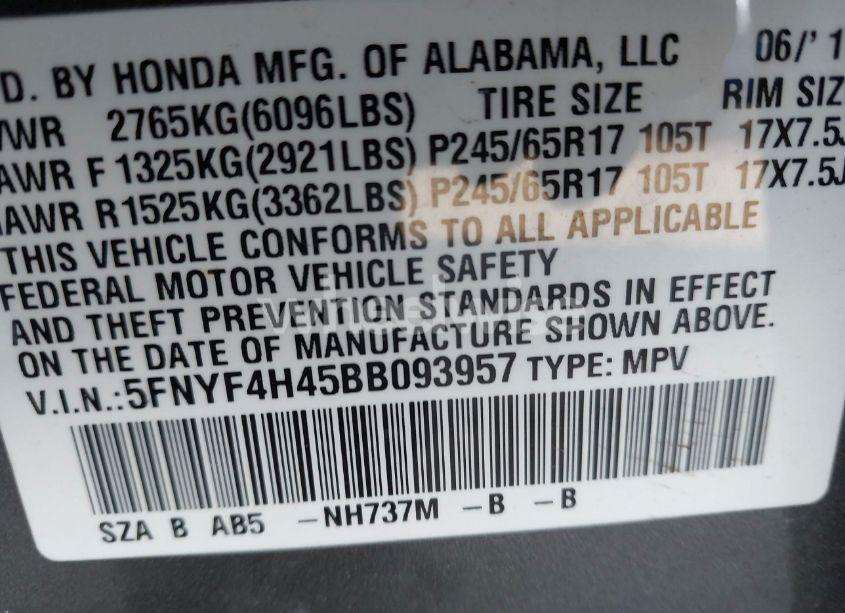 D. BY HONDA MFG. OF ALABAMA, LLC 06/'1
VWR 2765KG(6096LBS) TIRE SIZE RIM SIZ
AWR F 1325KG(2921LBS) P245/65R17 105T 17X7.5J
AWR R1525KG(3362LBS) P245/65R17 105T 17X7.5J
THIS VEHICLE CONFORMS TO ALL APPLICABLE
FEDERAL MOTOR VEHICLE SAFETY
AND THEFT PREVENTION STANDARDS IN EFFECT
ON THE DATE OF MANUFACTURE SHOWN ABOVE.
V.I.N.:5FNYF4H45BB093957 TYPE: MPV
SZA B AB5 -NH737M -B -B